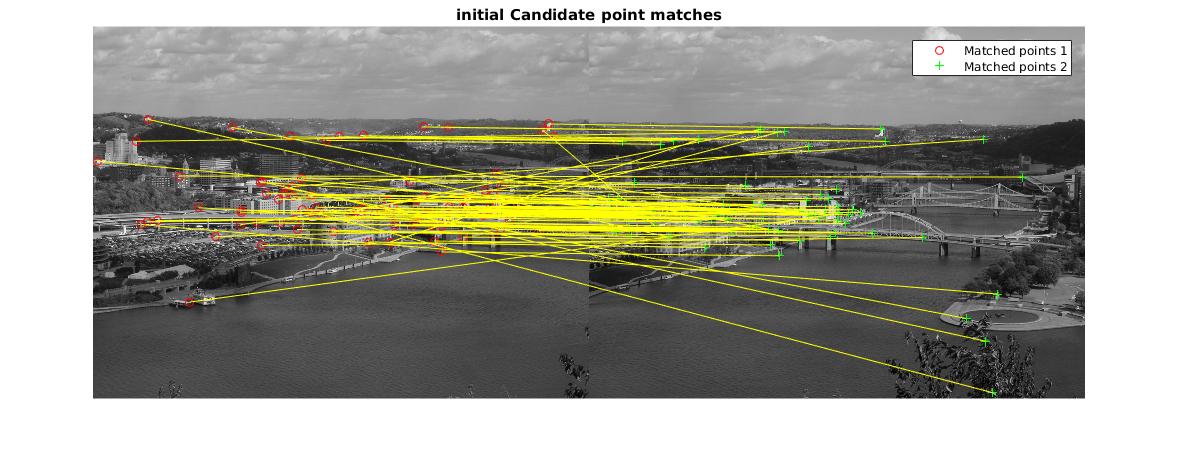 initial Candidate point matches
Matched points 1
Matched points 2